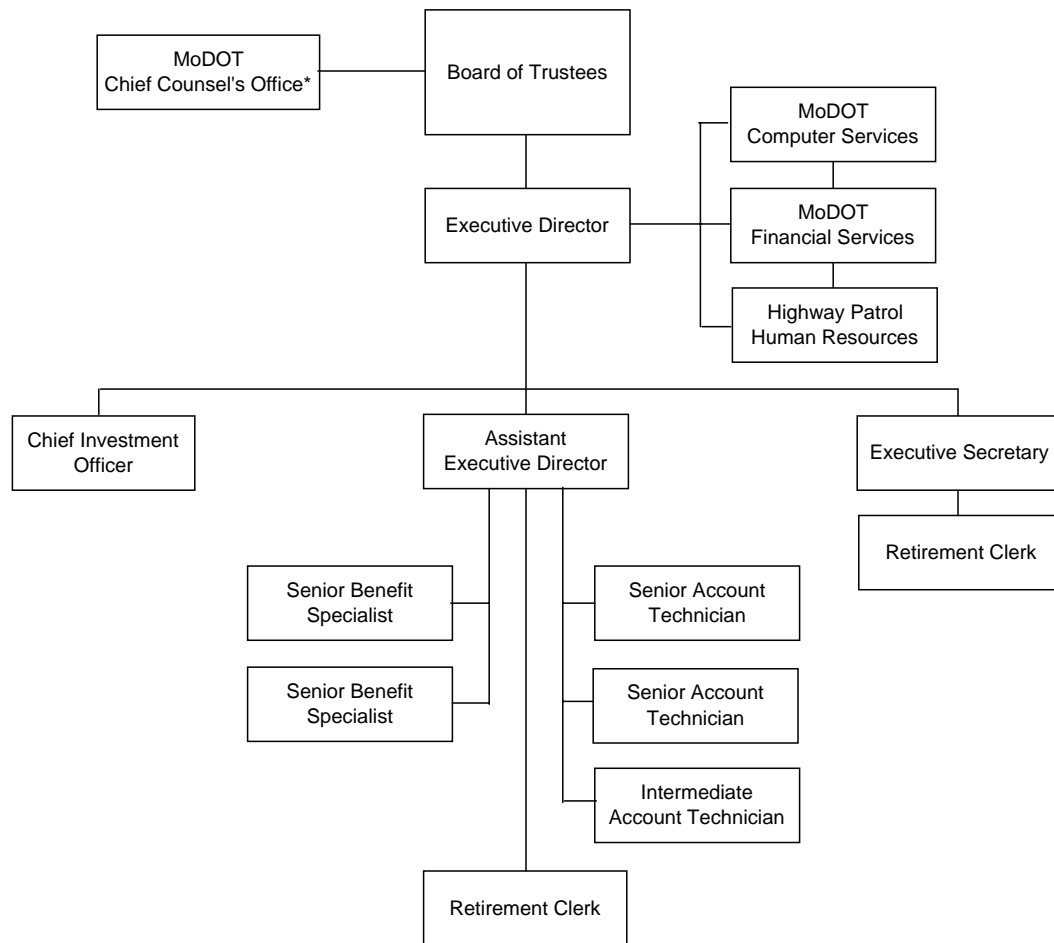 MoDOT
Chief Counsel's Office*
Board of Trustees
MoDOT
Computer Services
Executive Director
MoDOT
Financial Services
Highway Patrol
Human Resources
Chief Investment
Officer
Assistant
Executive Director
Executive Secretary
Retirement Clerk
Senior Benefit
Specialist
Senior Account
Technician
Senior Benefit
Specialist
Senior Account
Technician
Intermediate
Account Technician
Retirement Clerk